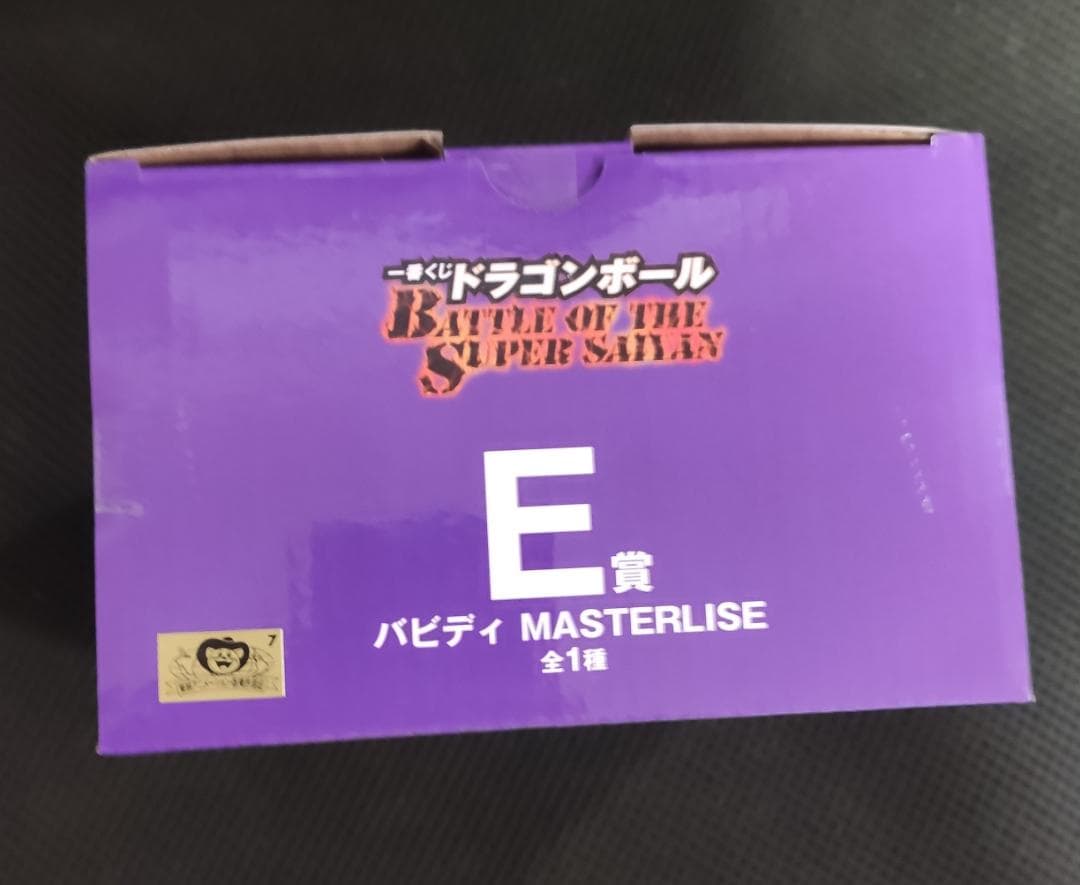 一番くじ ドラゴンボール
BATTLE OF THE
SUPER SAIYAN
E賞
バビディ MASTERLISE
全1種
7